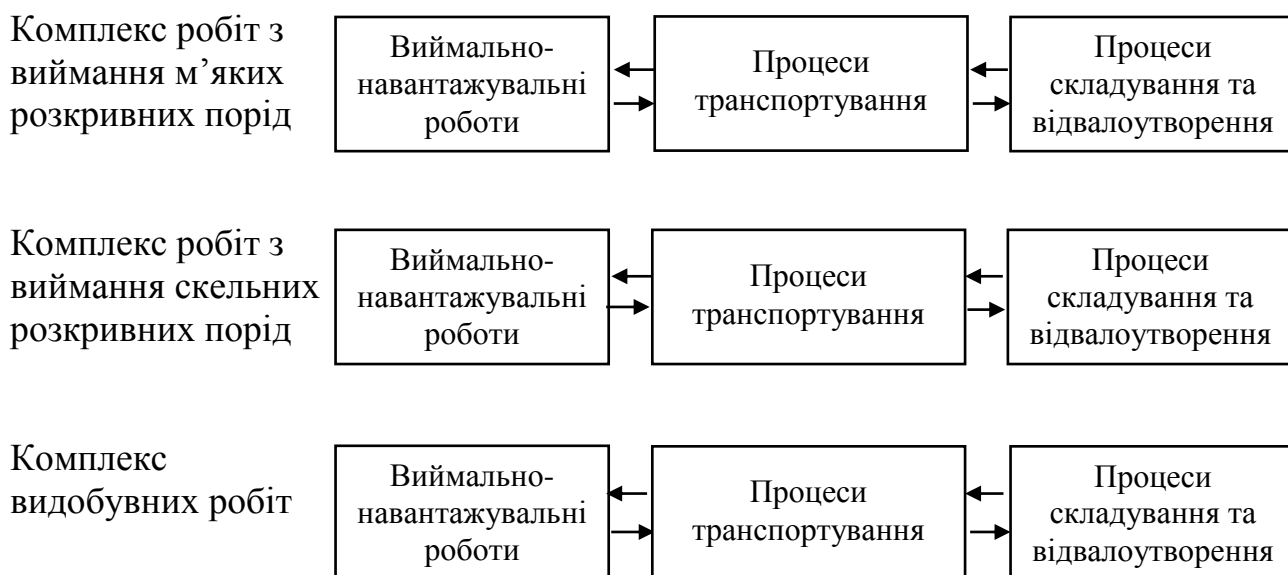 Комплекс робіт з
виймання м’яких
розкривних порід
Виймально-
навантажувальні
роботи
Процеси
транспортування
Процеси
складування та
відвалоутворення
Комплекс робіт з
виймання скельних
розкривних порід
Виймально-
навантажувальні
роботи
Процеси
транспортування
Процеси
складування та
відвалоутворення
Комплекс
видобувних робіт
Виймально-
навантажувальні
роботи
Процеси
транспортування
Процеси
складування та
відвалоутворення